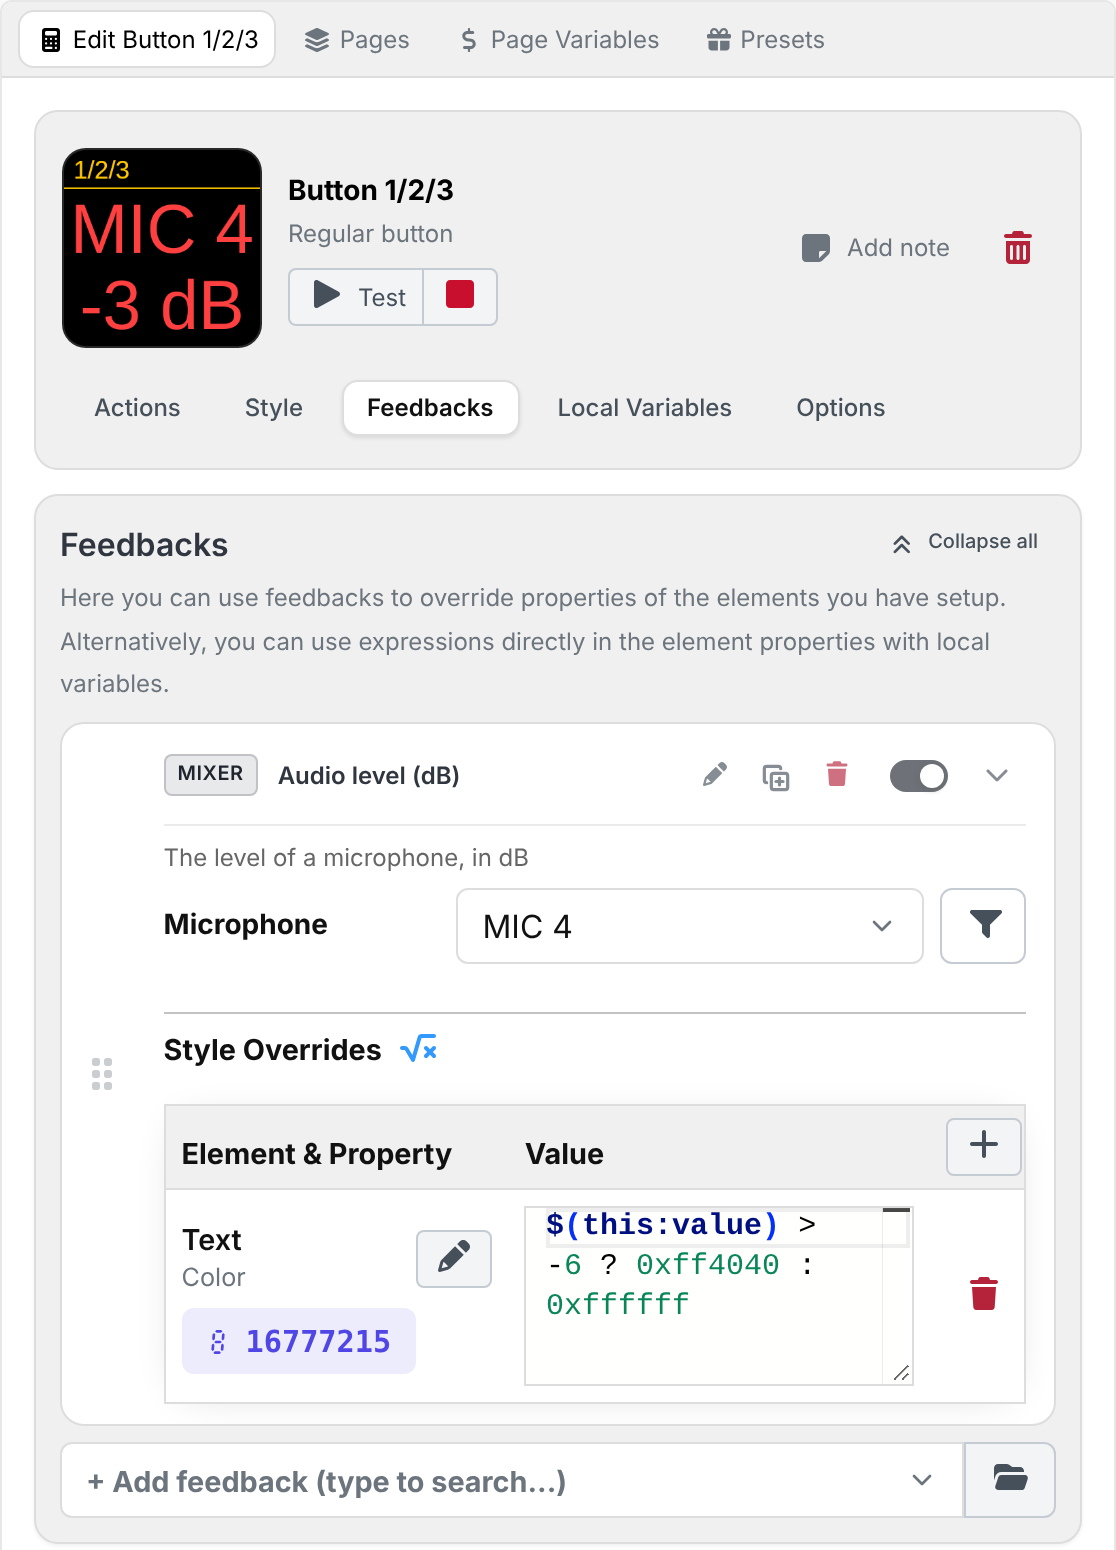 Edit Button 1/2/3 Pages Page Variables Presets
1/2/3
MIC 4
-3 dB
Button 1/2/3
Regular button
Test
Add note
Actions Style Feedbacks Local Variables Options
Feedbacks
Collapse all
Here you can use feedbacks to override properties of the elements you have setup.
Alternatively, you can use expressions directly in the element properties with local
variables.
MIXER Audio level (dB)
The level of a microphone, in dB
Microphone MIC 4
Style Overrides
Element & Property Value
Text
Color
16777215
$(this:value) >
-6 ? 0xff4040 :
0xffffff
+ Add feedback (type to search...)